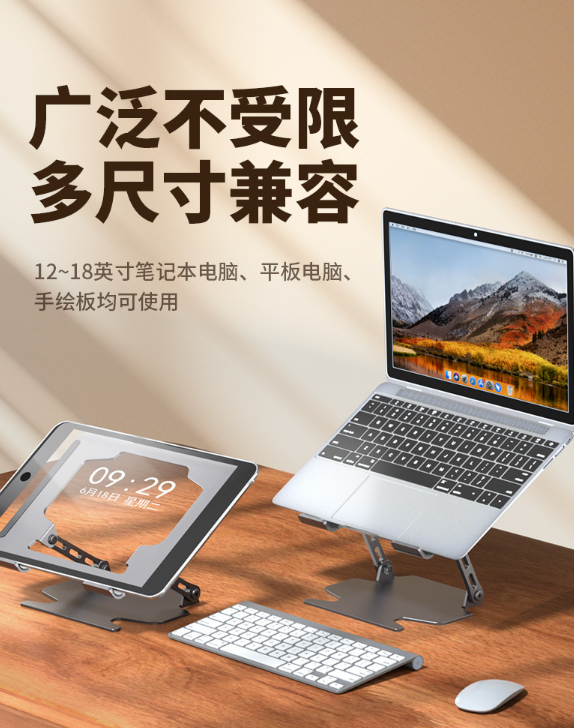 广泛不受限
多尺寸兼容
12~18英寸笔记本电脑、平板电脑、
手绘板均可使用
09:29
6月18日 星期二